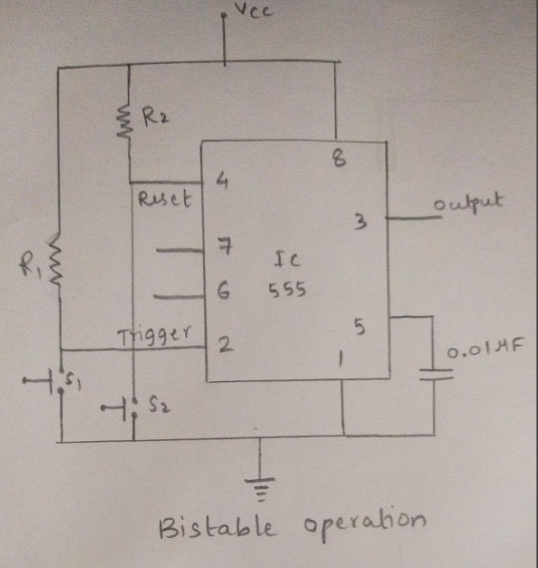 Vcc
R2
8
4
Reset
3
output
7
Ic
R1
6
555
5
Trigger
2
1
0.01µF
S1
S2
Bistable operation